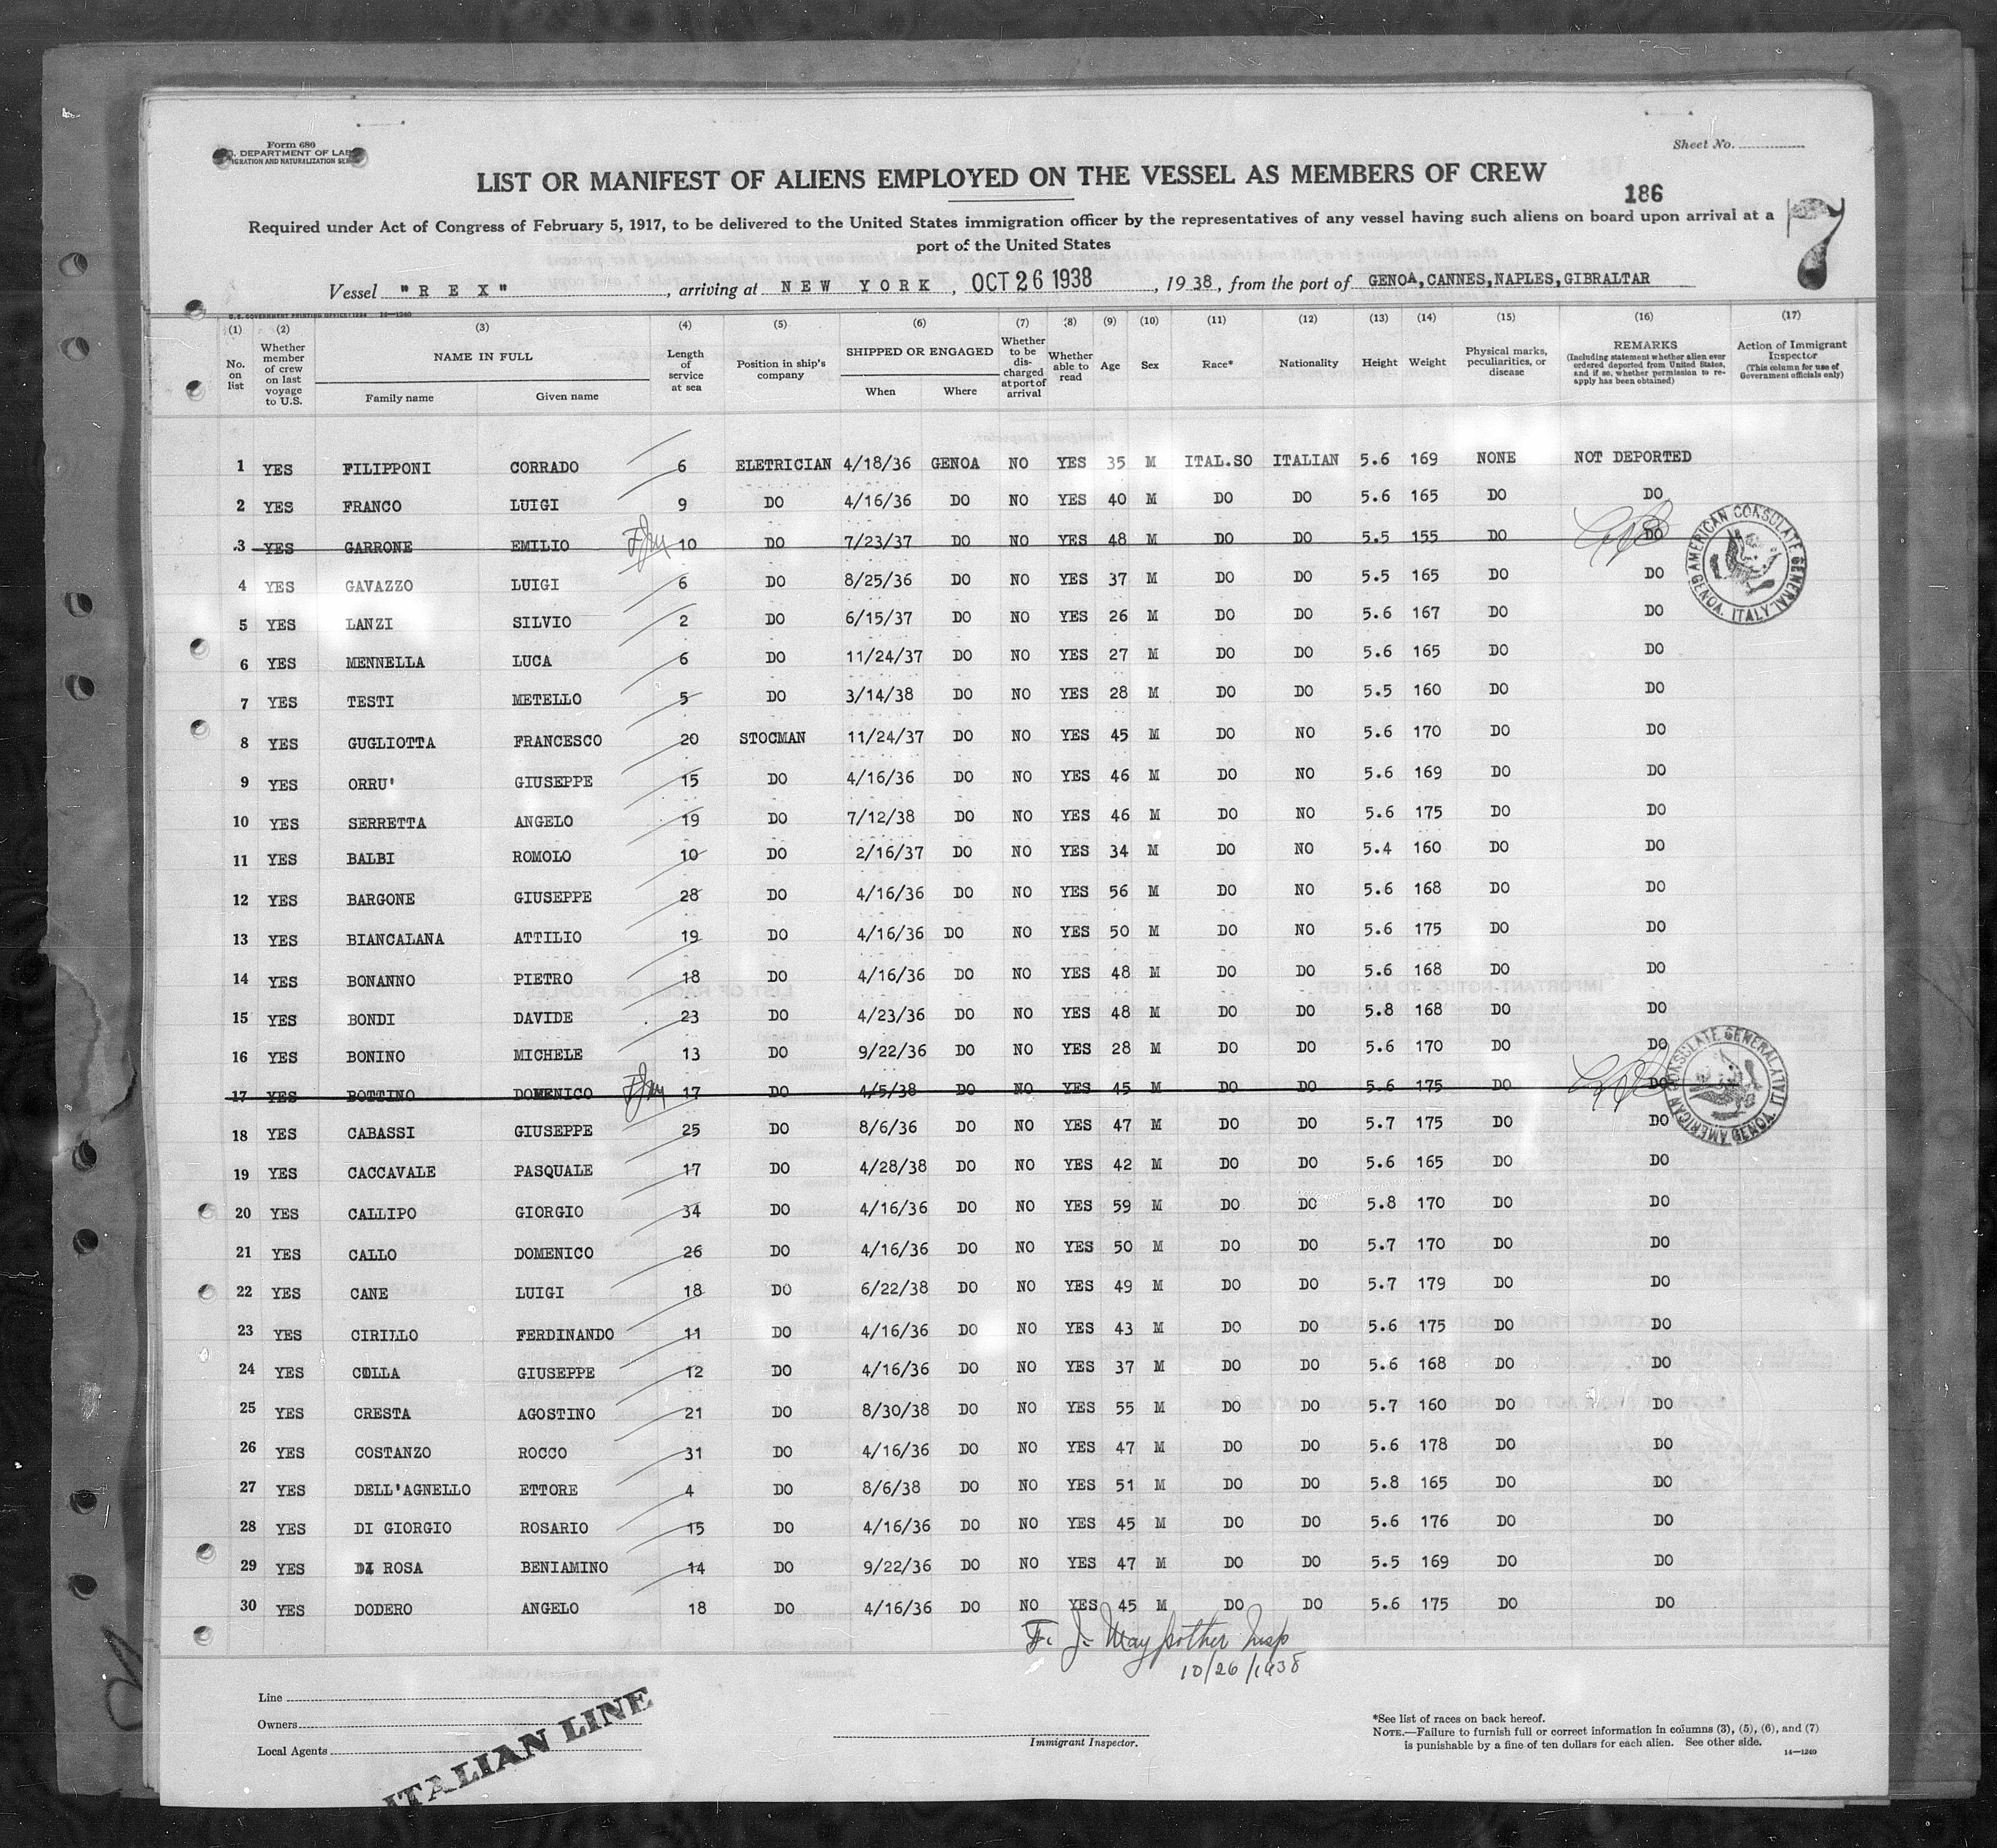 Form 680
DEPARTMENT OF LAB
IGRATION AND NATURALIZATION SE
Sheet No.
LIST OR MANIFEST OF ALIENS EMPLOYED ON THE VESSEL AS MEMBERS OF CREW
186
7
Required under Act of Congress of February 5, 1917, to be delivered to the United States immigration officer by the representatives of any vessel having such aliens on board upon arrival at a
port of the United States
Vessel "R E X", arriving at NEW YORK, OCT 26 1938, 1938, from the port of GENOA,CANNES,NAPLES,GIBRALTAR
U. S. GOVERNMENT PRINTING OFFICE: 1934 14—1240
(1) (2) (3) (4) (5) (6) (7) (8) (9) (10) (11) (12) (13) (14) (15) (16) (17)
No. on list | Whether member of crew on last voyage to U.S. | NAME IN FULL | Family name | Given name | Length of service at sea | Position in ship's company | SHIPPED OR ENGAGED | When | Where | Whether to be discharged at port of arrival | Whether able to read | Age | Sex | Race* | Nationality | Height | Weight | Physical marks, peculiarities, or disease | REMARKS (Including statement whether alien ever ordered deported from United States, and if so, whether permission to re-apply has been obtained) | Action of Immigrant Inspector (This column for use of Government officials only)
1 YES FILIPPONI CORRADO 6 ELETRICIAN 4/18/36 GENOA NO YES 35 M ITAL.SO ITALIAN 5.6 169 NONE NOT DEPORTED
2 YES FRANCO LUIGI 9 DO 4/16/36 DO NO YES 40 M DO DO 5.6 165 DO DO
3 YES GARRONE EMILIO FJM 10 DO 7/23/37 DO NO YES 48 M DO DO 5.5 155 DO DO
AMERICAN CONSULATE GENERAL GENOA, ITALY
4 YES GAVAZZO LUIGI 6 DO 8/25/36 DO NO YES 37 M DO DO 5.5 165 DO DO
5 YES LANZI SILVIO 2 DO 6/15/37 DO NO YES 26 M DO DO 5.6 167 DO DO
6 YES MENNELLA LUCA 6 DO 11/24/37 DO NO YES 27 M DO DO 5.6 165 DO DO
7 YES TESTI METELLO 5 DO 3/14/38 DO NO YES 28 M DO DO 5.5 160 DO DO
8 YES GUGLIOTTA FRANCESCO 20 STOCMAN 11/24/37 DO NO YES 45 M DO NO 5.6 170 DO DO
9 YES ORRU' GIUSEPPE 15 DO 4/16/36 DO NO YES 46 M DO NO 5.6 169 DO DO
10 YES SERRETTA ANGELO 19 DO 7/12/38 DO NO YES 46 M DO NO 5.6 175 DO DO
11 YES BALBI ROMOLO 10 DO 2/16/37 DO NO YES 34 M DO NO 5.4 160 DO DO
12 YES BARGONE GIUSEPPE 28 DO 4/16/36 DO NO YES 56 M DO NO 5.6 168 DO DO
13 YES BIANCALANA ATTILIO 19 DO 4/16/36 DO NO YES 50 M DO NO 5.6 175 DO DO
14 YES BONANNO PIETRO 18 DO 4/16/36 DO NO YES 48 M DO DO 5.6 168 DO DO
15 YES BONDI DAVIDE 23 DO 4/23/36 DO NO YES 48 M DO DO 5.8 168 DO DO
16 YES BONINO MICHELE 13 DO 9/22/36 DO NO YES 28 M DO DO 5.6 170 DO DO
17 YES BOTTINO DOMENICO FJM 17 DO 4/5/38 DO NO YES 45 M DO DO 5.6 175 DO DO
AMERICAN CONSULATE GENERAL GENOA, ITALY
18 YES CABASSI GIUSEPPE 25 DO 8/6/36 DO NO YES 47 M DO DO 5.7 175 DO DO
19 YES CACCAVALE PASQUALE 17 DO 4/28/38 DO NO YES 42 M DO DO 5.6 165 DO DO
20 YES CALLIPO GIORGIO 34 DO 4/16/36 DO NO YES 59 M DO DO 5.8 170 DO DO
21 YES CALLO DOMENICO 26 DO 4/16/36 DO NO YES 50 M DO DO 5.7 170 DO DO
22 YES CANE LUIGI 18 DO 6/22/38 DO NO YES 49 M DO DO 5.7 179 DO DO
23 YES CIRILLO FERDINANDO 11 DO 4/16/36 DO NO YES 43 M DO DO 5.6 175 DO DO
24 YES COLLA GIUSEPPE 12 DO 4/16/36 DO NO YES 37 M DO DO 5.6 168 DO DO
25 YES CRESTA AGOSTINO 21 DO 8/30/38 DO NO YES 55 M DO DO 5.7 160 DO DO
26 YES COSTANZO ROCCO 31 DO 4/16/36 DO NO YES 47 M DO DO 5.6 178 DO DO
27 YES DELL'AGNELLO ETTORE 4 DO 8/6/38 DO NO YES 51 M DO DO 5.8 165 DO DO
28 YES DI GIORGIO ROSARIO 15 DO 4/16/36 DO NO YES 45 M DO DO 5.6 176 DO DO
29 YES DI ROSA BENIAMINO 14 DO 9/22/36 DO NO YES 47 M DO DO 5.5 169 DO DO
30 YES DODERO ANGELO 18 DO 4/16/36 DO NO YES 45 M DO DO 5.6 175 DO DO
F. J. Maypother Insp
10/26/1938
Line
Owners
Local Agents
ITALIAN LINE
Immigrant Inspector.
*See list of races on back hereof.
NOTE.—Failure to furnish full or correct information in columns (3), (5), (6), and (7)
is punishable by a fine of ten dollars for each alien. See other side.
14—1240